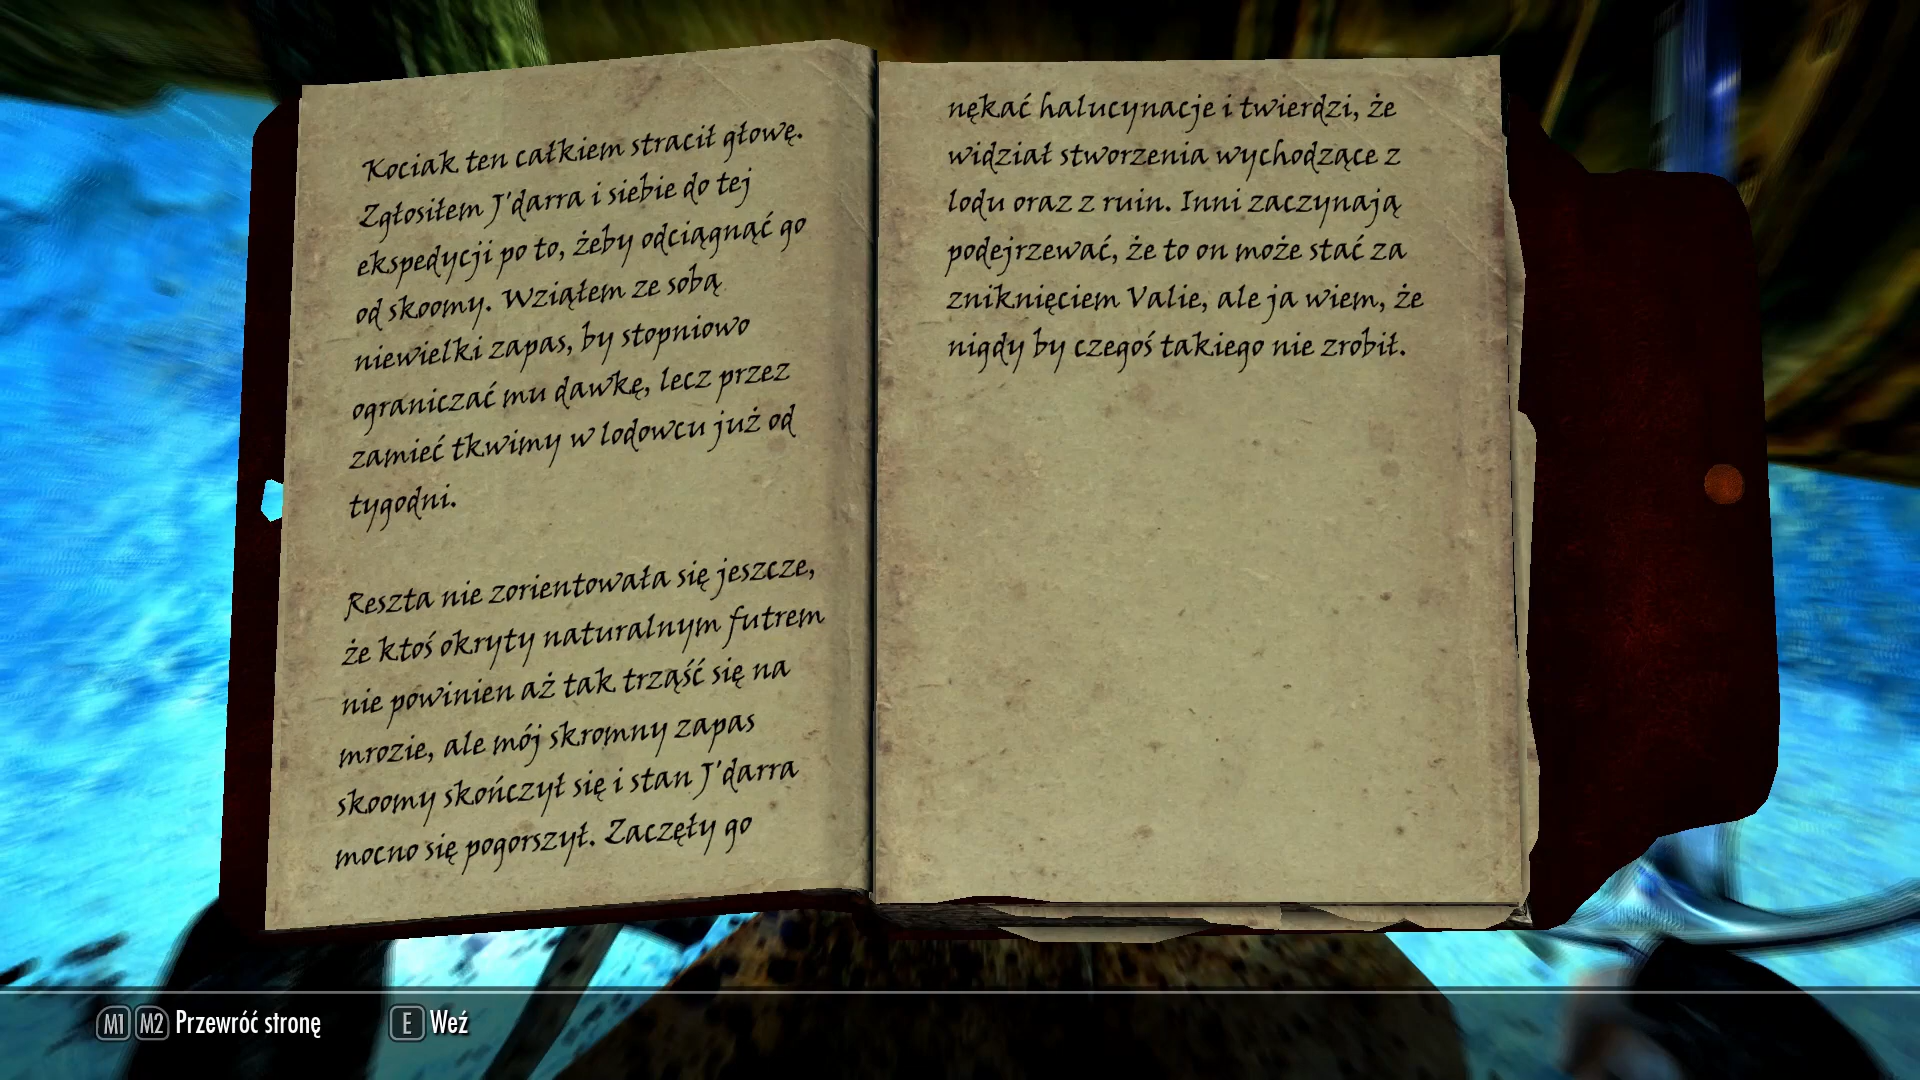 Kociak ten całkiem stracił głowę.
Zgłosiłem J'darra i siebie do tej
ekspedycji po to, żeby odciągnąć go
od skoomy. Wziąłem ze sobą
niewielki zapas, by stopniowo
ograniczać mu dawkę, lecz przez
zamieć tkwimy w lodowcu już od
tygodni.
Reszta nie zorientowała się jeszcze,
że ktoś okryty naturalnym futrem
nie powinien aż tak trząść się na
mrozie, ale mój skromny zapas
skoomy skończył się i stan J'darra
mocno się pogorszył. Zaczęły go
nękać halucynacje i twierdzi, że
widział stworzenia wychodzące z
lodu oraz z ruin. Inni zaczynają
podejrzewać, że to on może stać za
zniknięciem Valie, ale ja wiem, że
nigdy by czegoś takiego nie zrobił.
M1 M2 Przewróć stronę E Weź